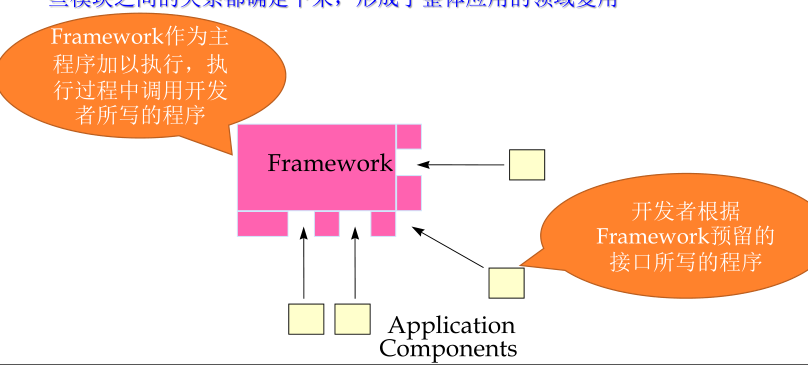 些模块之间的关系都确定下来，形成了整体应用的领域复用
Framework作为主
程序加以执行，执
行过程中调用开发
者所写的程序
Framework
开发者根据
Framework预留的
接口所写的程序
Application
Components